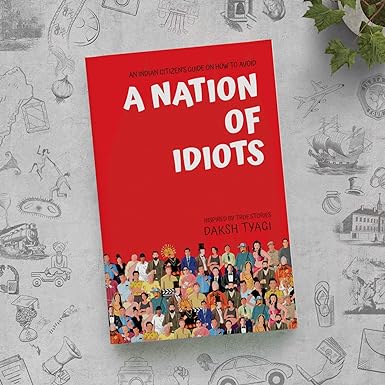 AN INDIAN CITIZEN'S GUIDE ON HOW TO AVOID
A NATION
OF
IDIOTS
INSPIRED BY TRUE STORIES
DAKSH TYAGI